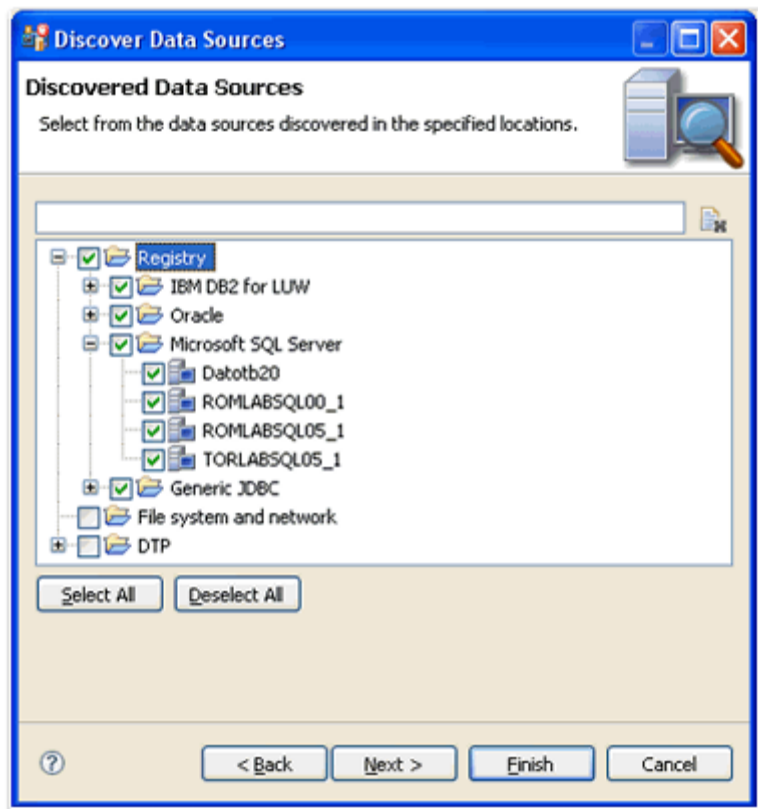 Discover Data Sources
Discovered Data Sources
Select from the data sources discovered in the specified locations.
Registry
IBM DB2 for LUW
Oracle
Microsoft SQL Server
Datotb20
ROMLABSQL00_1
ROMLABSQL05_1
TORLABSQL05_1
Generic JDBC
File system and network
DTP
Select All Deselect All
? < Back Next > Finish Cancel